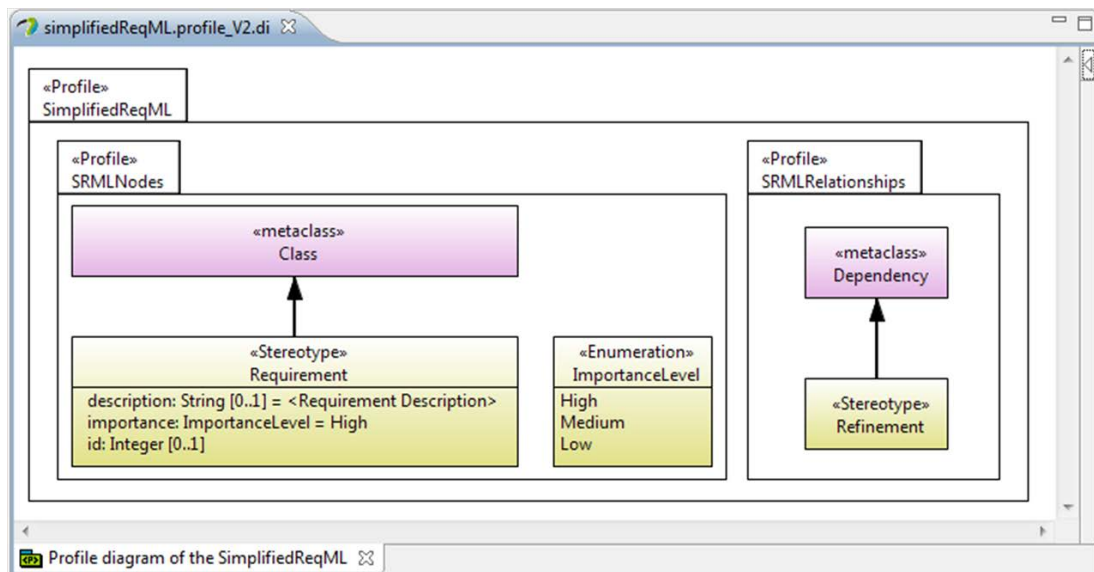 simplifiedReqML.profile_V2.di
«Profile»
SimplifiedReqML
«Profile»
SRMLNodes
«metaclass»
Class
«Stereotype»
Requirement
description: String [0..1] = <Requirement Description>
importance: ImportanceLevel = High
id: Integer [0..1]
«Enumeration»
ImportanceLevel
High
Medium
Low
«Profile»
SRMLRelationships
«metaclass»
Dependency
«Stereotype»
Refinement
<P> Profile diagram of the SimplifiedReqML